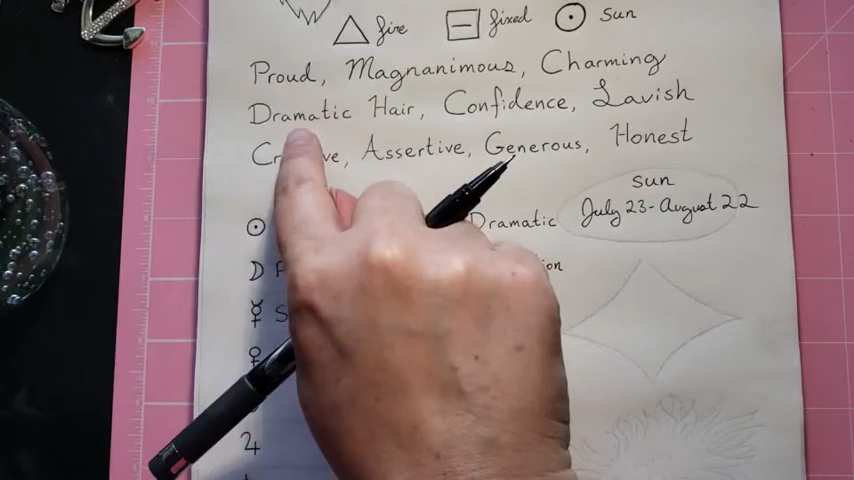 fire fixed Sun
Proud, Magnanimous, Charming
Dramatic Hair, Confidence, Lavish
Assertive, Generous, Honest
Sun
Dramatic July 23-August 22